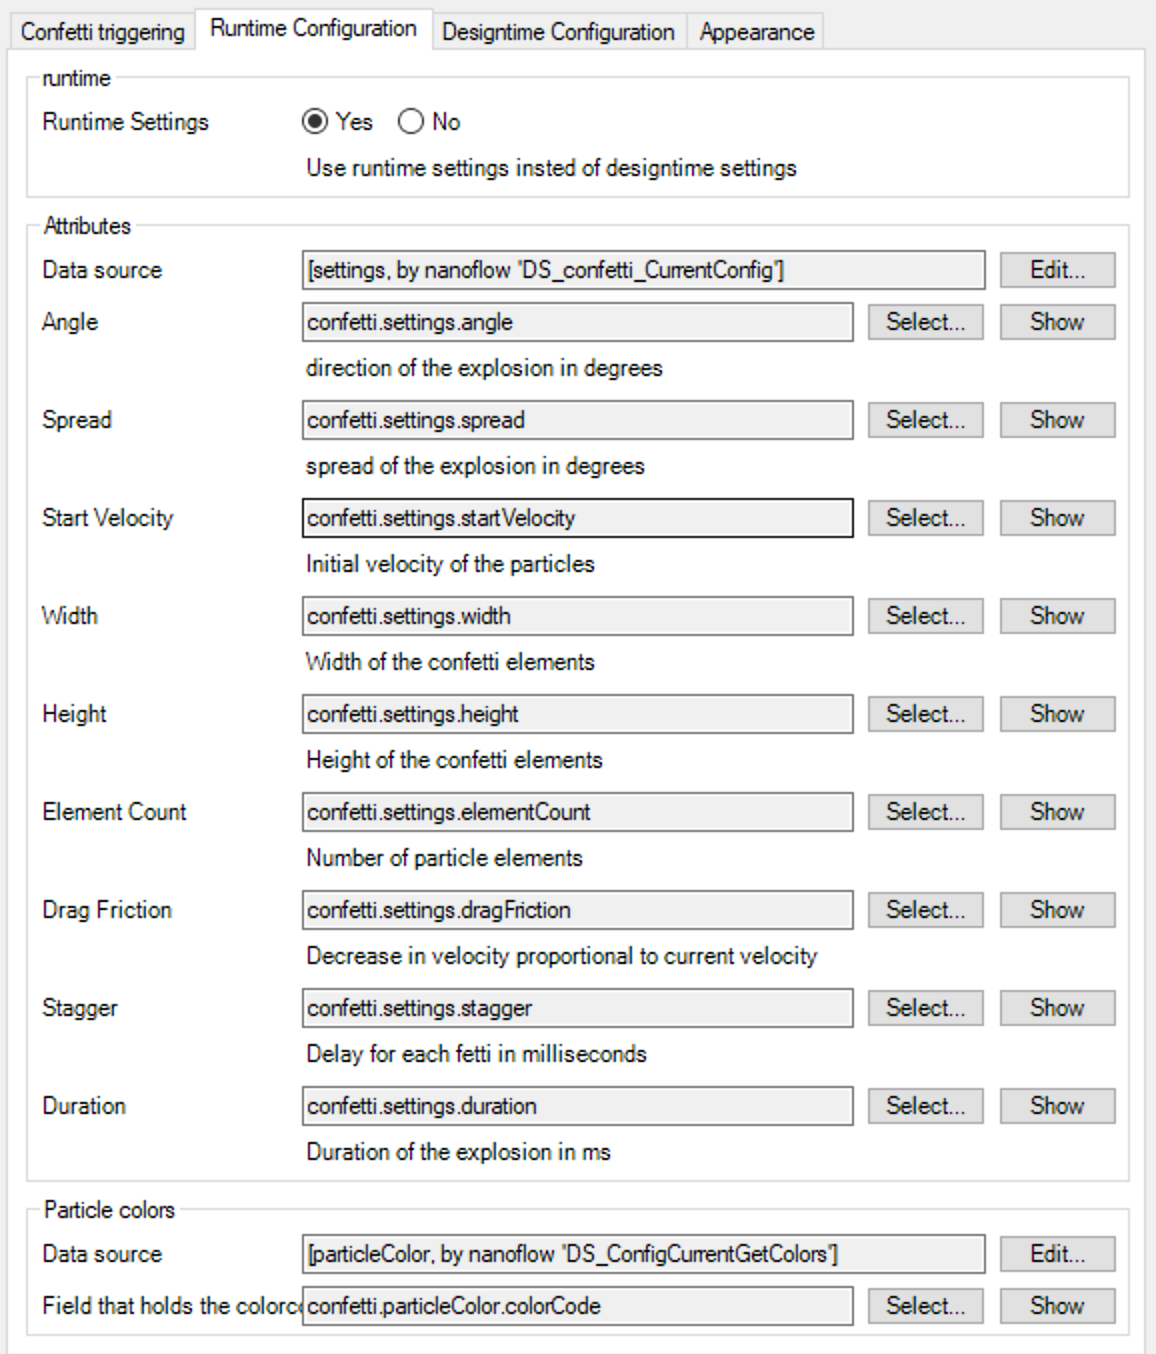 Confetti triggering Runtime Configuration Designtime Configuration Appearance
runtime
Runtime Settings Yes No
Use runtime settings insted of designtime settings
Attributes
Data source [settings, by nanoflow 'DS_confetti_CurrentConfig'] Edit...
Angle confetti.settings.angle Select... Show
direction of the explosion in degrees
Spread confetti.settings.spread Select... Show
spread of the explosion in degrees
Start Velocity confetti.settings.startVelocity Select... Show
Initial velocity of the particles
Width confetti.settings.width Select... Show
Width of the confetti elements
Height confetti.settings.height Select... Show
Height of the confetti elements
Element Count confetti.settings.elementCount Select... Show
Number of particle elements
Drag Friction confetti.settings.dragFriction Select... Show
Decrease in velocity proportional to current velocity
Stagger confetti.settings.stagger Select... Show
Delay for each fetti in milliseconds
Duration confetti.settings.duration Select... Show
Duration of the explosion in ms
Particle colors
Data source [particleColor, by nanoflow 'DS_ConfigCurrentGetColors'] Edit...
Field that holds the colorc confetti.particleColor.colorCode Select... Show